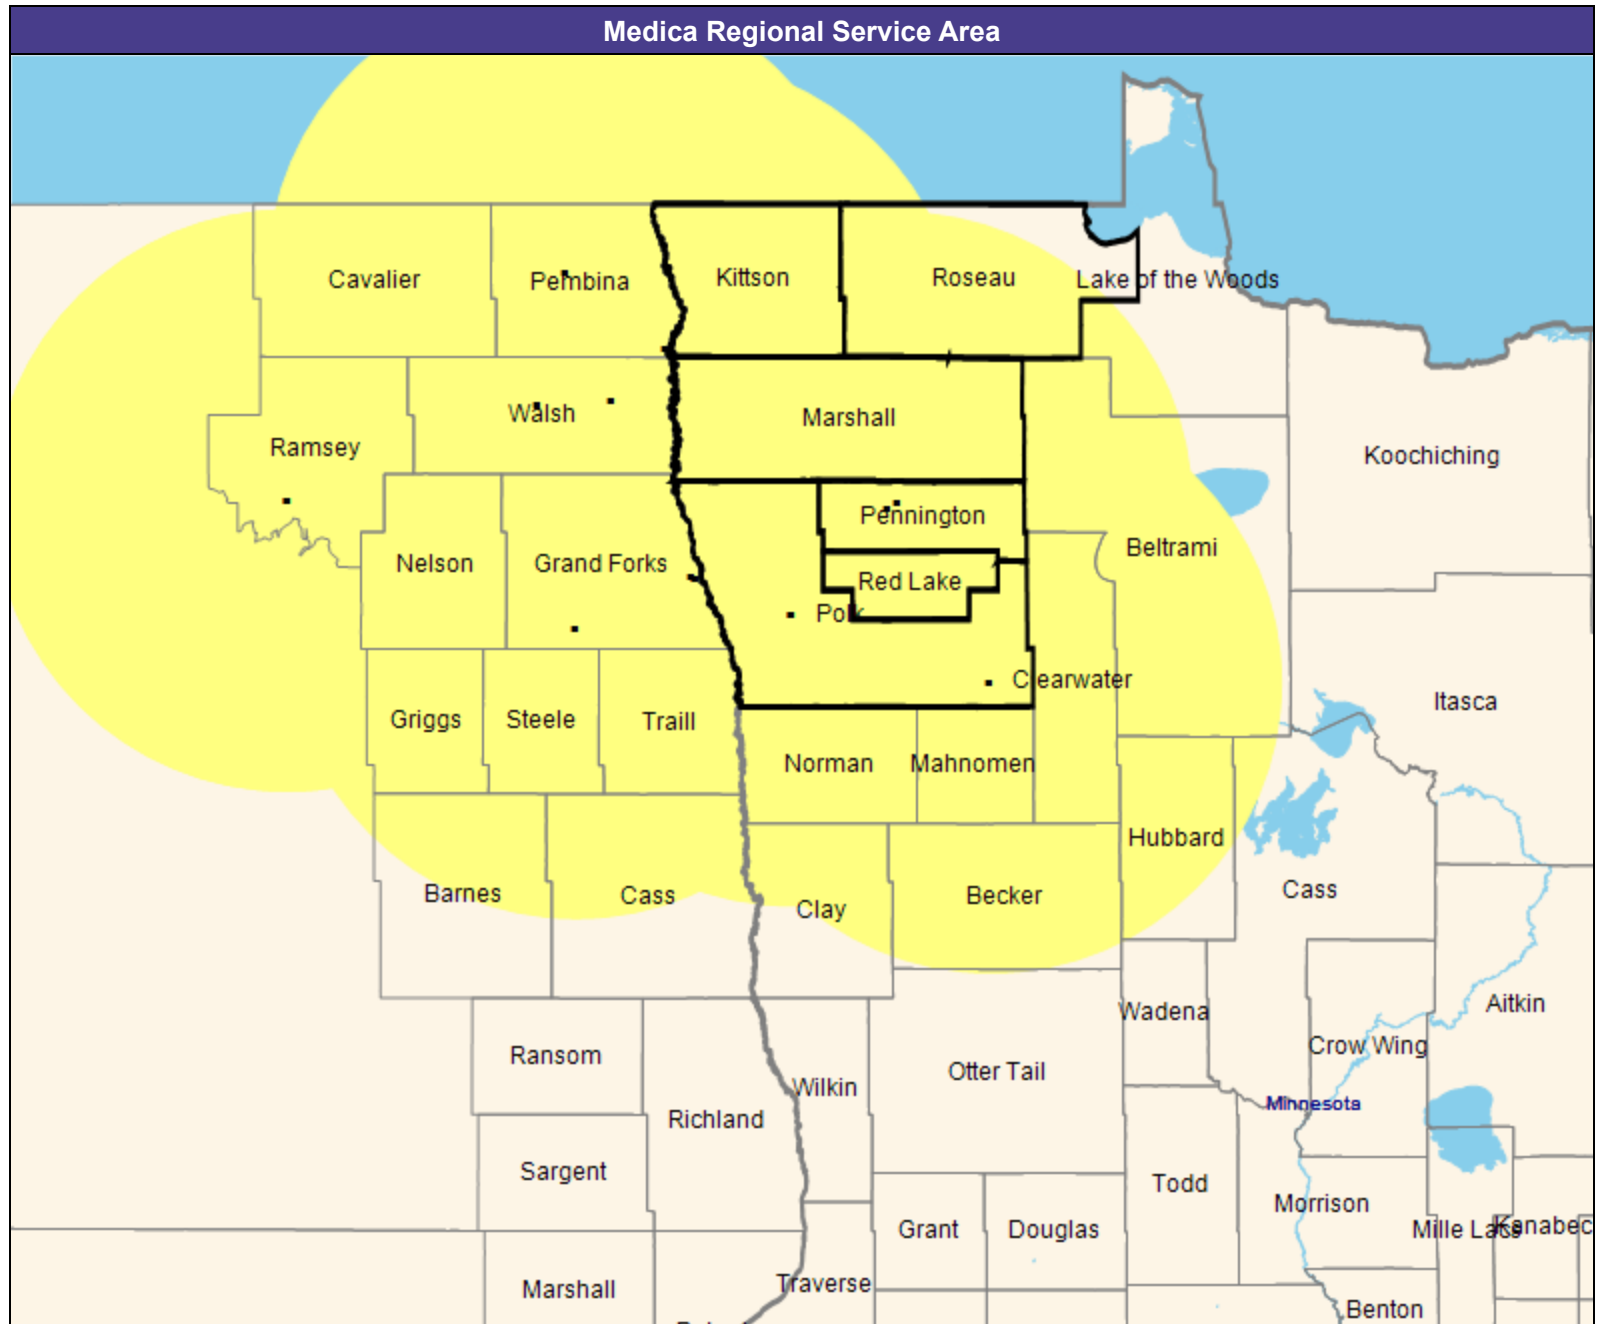 Medica Regional Service Area
Cavalier
Pembina
Kittson
Roseau
Lake of the Woods
Walsh
Marshall
Ramsey
Koochiching
Pennington
Nelson
Grand Forks
Beltrami
Red Lake
Polk
Clearwater
Itasca
Griggs
Steele
Traill
Norman
Mahnomen
Hubbard
Barnes
Cass
Clay
Becker
Cass
Aitkin
Wadena
Crow Wing
Ransom
Otter Tail
Wilkin
Minnesota
Richland
Sargent
Todd
Morrison
Grant
Douglas
Mille Lacs
Kanabec
Marshall
Traverse
Benton